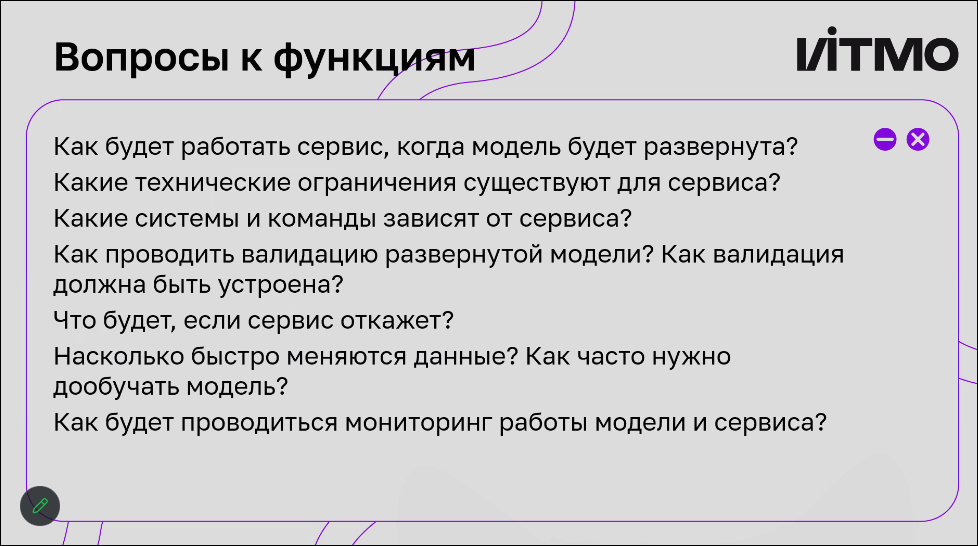 Вопросы к функциям
ITMO
Как будет работать сервис, когда модель будет развернута?
Какие технические ограничения существуют для сервиса?
Какие системы и команды зависят от сервиса?
Как проводить валидацию развернутой модели? Как валидация
должна быть устроена?
Что будет, если сервис откажет?
Насколько быстро меняются данные? Как часто нужно
дообучать модель?
Как будет проводиться мониторинг работы модели и сервиса?